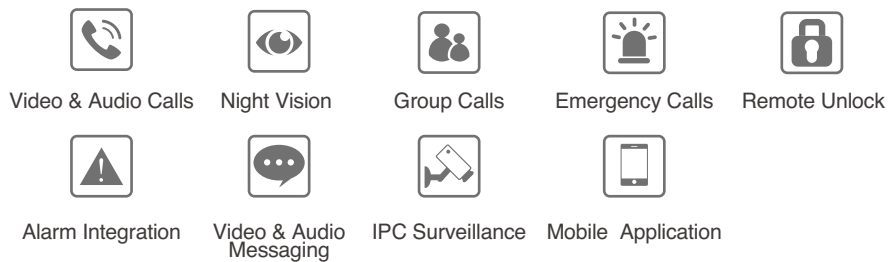 Video & Audio Calls
Night Vision
Group Calls
Emergency Calls
Remote Unlock
Alarm Integration
Video & Audio
Messaging
IPC Surveillance
Mobile Application